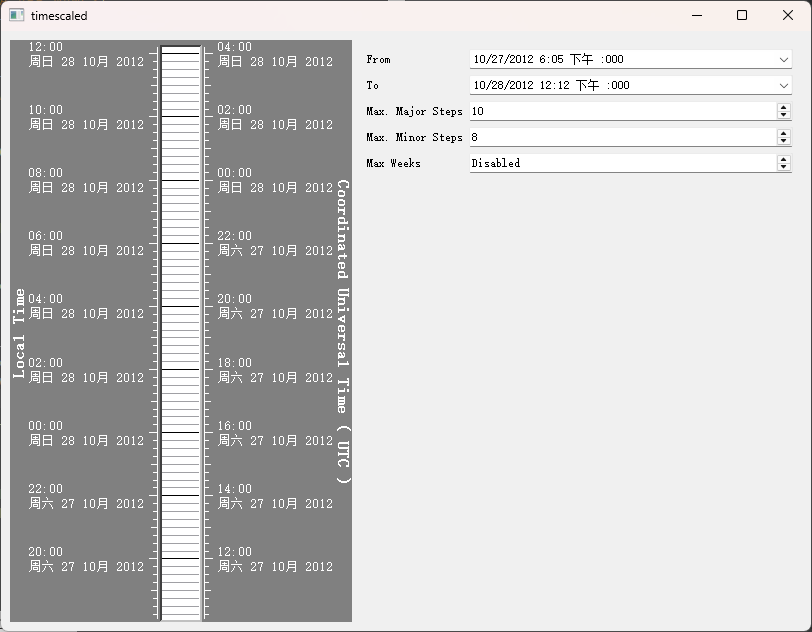 timescaled
Local Time
12:00
周日 28 10月 2012
10:00
周日 28 10月 2012
08:00
周日 28 10月 2012
06:00
周日 28 10月 2012
04:00
周日 28 10月 2012
02:00
周日 28 10月 2012
00:00
周日 28 10月 2012
22:00
周六 27 10月 2012
20:00
周六 27 10月 2012
04:00
周日 28 10月 2012
02:00
周日 28 10月 2012
00:00
周日 28 10月 2012
22:00
周六 27 10月 2012
20:00
周六 27 10月 2012
18:00
周六 27 10月 2012
16:00
周六 27 10月 2012
14:00
周六 27 10月 2012
12:00
周六 27 10月 2012
Coordinated Universal Time ( UTC )
From 10/27/2012 6:05 下午 :000
To 10/28/2012 12:12 下午 :000
Max. Major Steps 10
Max. Minor Steps 8
Max Weeks Disabled